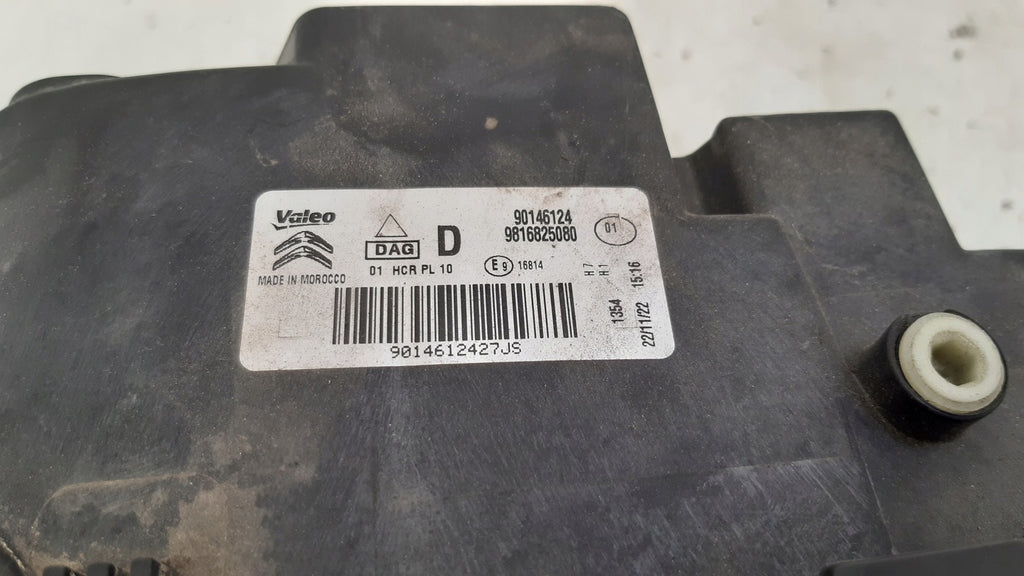 Valeo
DAG
D
90146124
9816825080
01
MADE IN MOROCCO
01 HCR PL 10
E9 16814
H7
H1
1354
22/11/22 15:16
9014612427JS